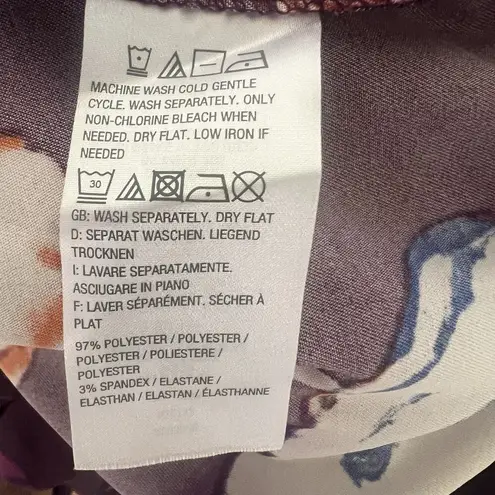 MACHINE WASH COLD GENTLE
CYCLE. WASH SEPARATELY. ONLY
NON-CHLORINE BLEACH WHEN
NEEDED. DRY FLAT. LOW IRON IF
NEEDED
30
GB: WASH SEPARATELY. DRY FLAT
D: SEPARAT WASCHEN. LIEGEND
TROCKNEN
I: LAVARE SEPARATAMENTE.
ASCIUGARE IN PIANO
F: LAVER SÉPARÉMENT. SÉCHER À
PLAT
97% POLYESTER / POLYESTER /
POLYESTER / POLIESTERE /
POLYESTER
3% SPANDEX / ELASTANE /
ELASTHAN / ELASTAN / ÉLASTHANNE